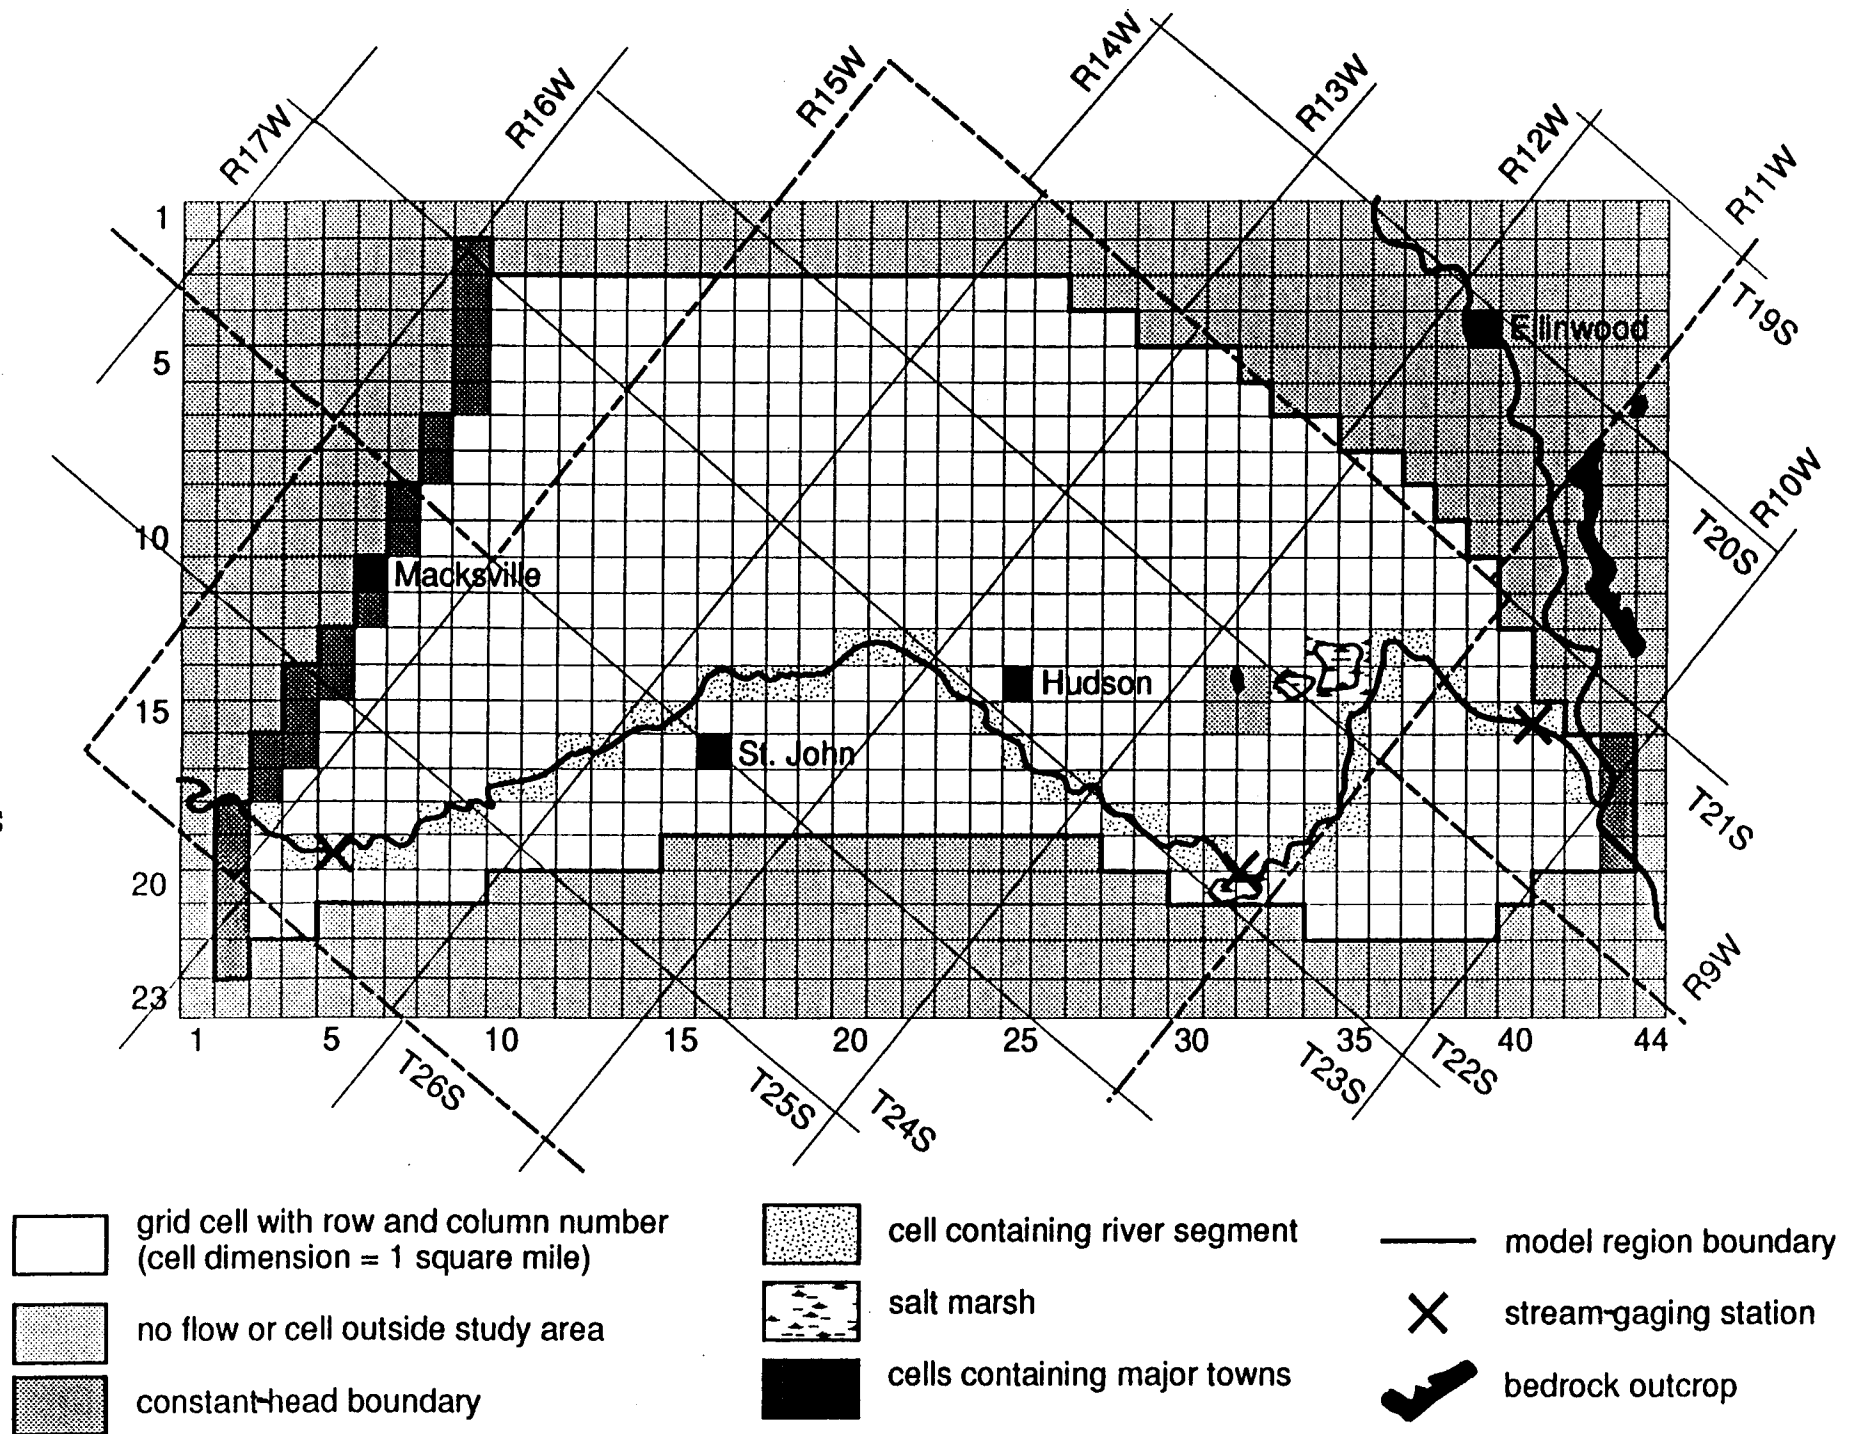 R17W
R16W
R15W
R14W
R13W
R12W
R11W
T19S
R10W
T20S
T21S
R9W
1
5
10
15
20
23
Ellinwood
Macksville
Hudson
St. John
1 5 10 15 20 25 30 35 40 44
T26S
T25S
T24S
T23S
T22S
grid cell with row and column number
(cell dimension = 1 square mile)
no flow or cell outside study area
constant-head boundary
cell containing river segment
salt marsh
cells containing major towns
model region boundary
stream-gaging station
bedrock outcrop